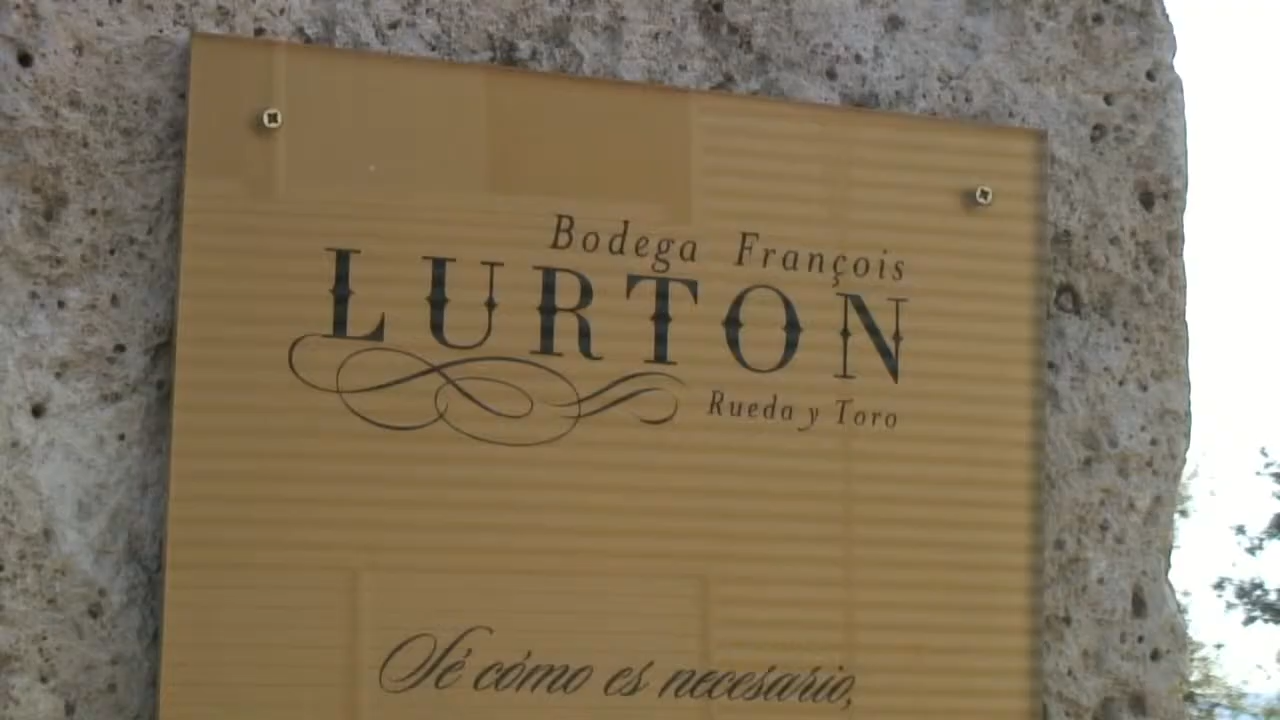 Bodega François
LURTON
Rueda y Toro
Sé cómo es necesario,